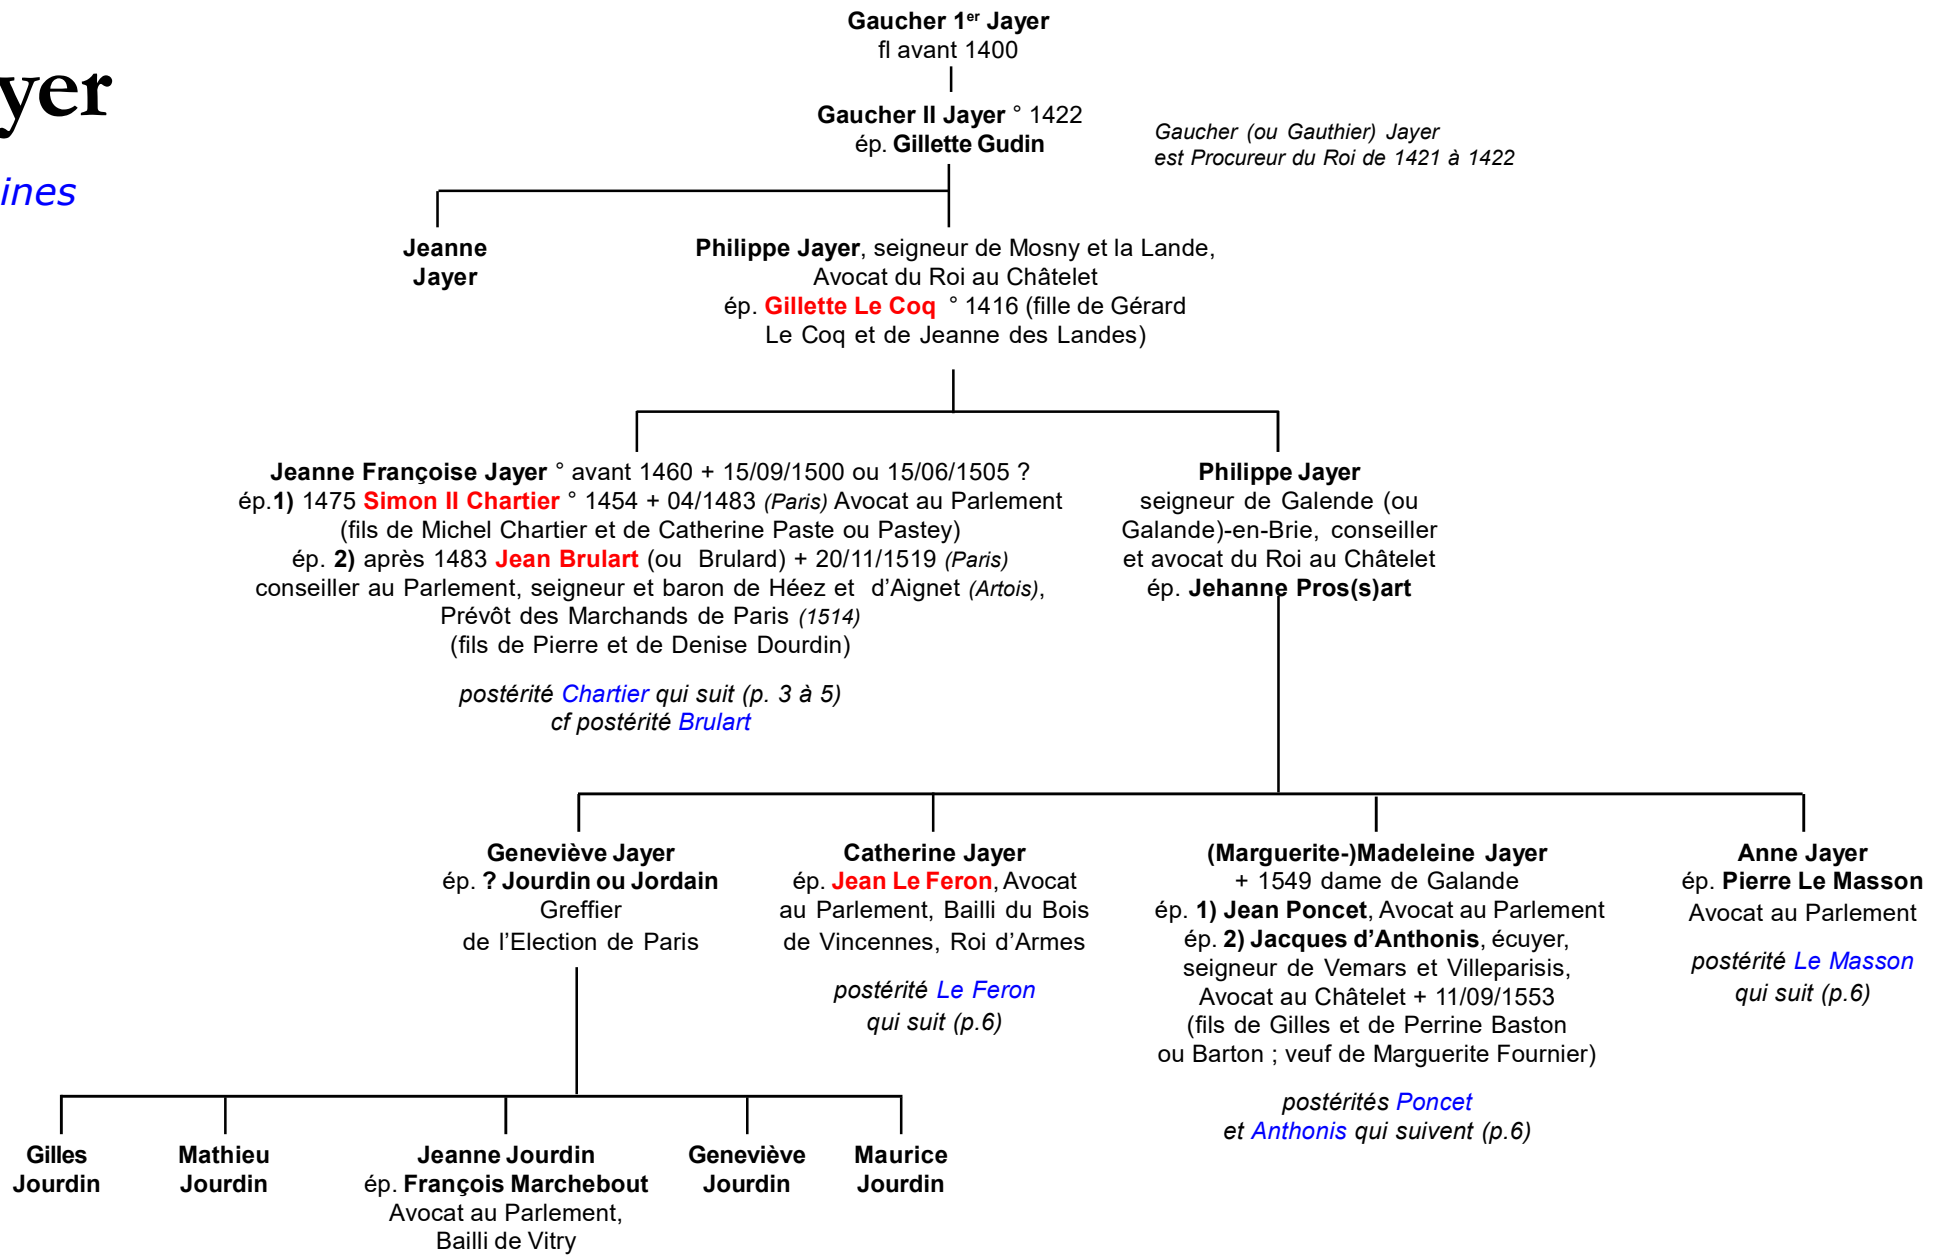 yer
ines
Gaucher 1er Jayer
fl avant 1400
Gaucher II Jayer ° 1422
ép. Gillette Gudin
Gaucher (ou Gauthier) Jayer
est Procureur du Roi de 1421 à 1422
Jeanne
Jayer
Philippe Jayer, seigneur de Mosny et la Lande,
Avocat du Roi au Châtelet
ép. Gillette Le Coq ° 1416 (fille de Gérard
Le Coq et de Jeanne des Landes)
Jeanne Françoise Jayer ° avant 1460 + 15/09/1500 ou 15/06/1505 ?
ép.1) 1475 Simon II Chartier ° 1454 + 04/1483 (Paris) Avocat au Parlement
(fils de Michel Chartier et de Catherine Paste ou Pastey)
ép. 2) après 1483 Jean Brulart (ou Brulard) + 20/11/1519 (Paris)
conseiller au Parlement, seigneur et baron de Héez et d'Aignet (Artois),
Prévôt des Marchands de Paris (1514)
(fils de Pierre et de Denise Dourdin)
postérité Chartier qui suit (p. 3 à 5)
cf postérité Brulart
Philippe Jayer
seigneur de Galende (ou
Galande)-en-Brie, conseiller
et avocat du Roi au Châtelet
ép. Jehanne Pros(s)art
Geneviève Jayer
ép. ? Jourdin ou Jordain
Greffier
de l'Election de Paris
Catherine Jayer
ép. Jean Le Feron, Avocat
au Parlement, Bailli du Bois
de Vincennes, Roi d'Armes
postérité Le Feron
qui suit (p.6)
(Marguerite-)Madeleine Jayer
+ 1549 dame de Galande
ép. 1) Jean Poncet, Avocat au Parlement
ép. 2) Jacques d'Anthonis, écuyer,
seigneur de Vemars et Villeparisis,
Avocat au Châtelet + 11/09/1553
(fils de Gilles et de Perrine Baston
ou Barton ; veuf de Marguerite Fournier)
postérités Poncet
et Anthonis qui suivent (p.6)
Anne Jayer
ép. Pierre Le Masson
Avocat au Parlement
postérité Le Masson
qui suit (p.6)
Gilles
Jourdin
Mathieu
Jourdin
Jeanne Jourdin
ép. François Marchebout
Avocat au Parlement,
Bailli de Vitry
Geneviève
Jourdin
Maurice
Jourdin